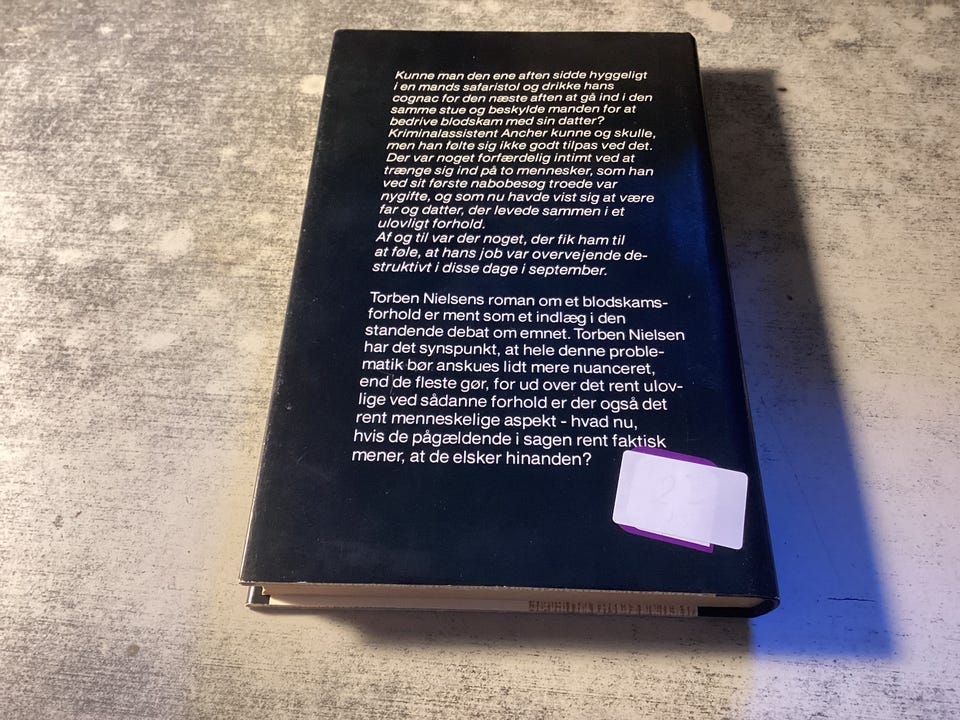 Kunne man den ene aften sidde hyggeligt
i en mands safaristol og drikke hans
cognac for den næste aften at gå ind i den
samme stue og beskylde manden for at
bedrive blodskam med sin datter?
Kriminalassistent Ancher kunne og skulle,
men han følte sig ikke godt tilpas ved det.
Der var noget forfærdelig intimt ved at
trænge sig ind på to mennesker, som han
ved sit første nabobesøg troede var
nygifte, og som nu havde vist sig at være
far og datter, der levede sammen i et
ulovligt forhold.
Af og til var der noget, der fik ham til
at føle, at hans job var overvejende de-
struktivt i disse dage i september.
Torben Nielsens roman om et blodskams-
forhold er ment som et indlæg i den
standende debat om emnet. Torben Nielsen
har det synspunkt, at hele denne proble-
matik bør anskues lidt mere nuanceret,
end de fleste gør, for ud over det rent ulov-
lige ved sådanne forhold er der også det
rent menneskelige aspekt - hvad nu,
hvis de pågældende i sagen rent faktisk
mener, at de elsker hinanden?